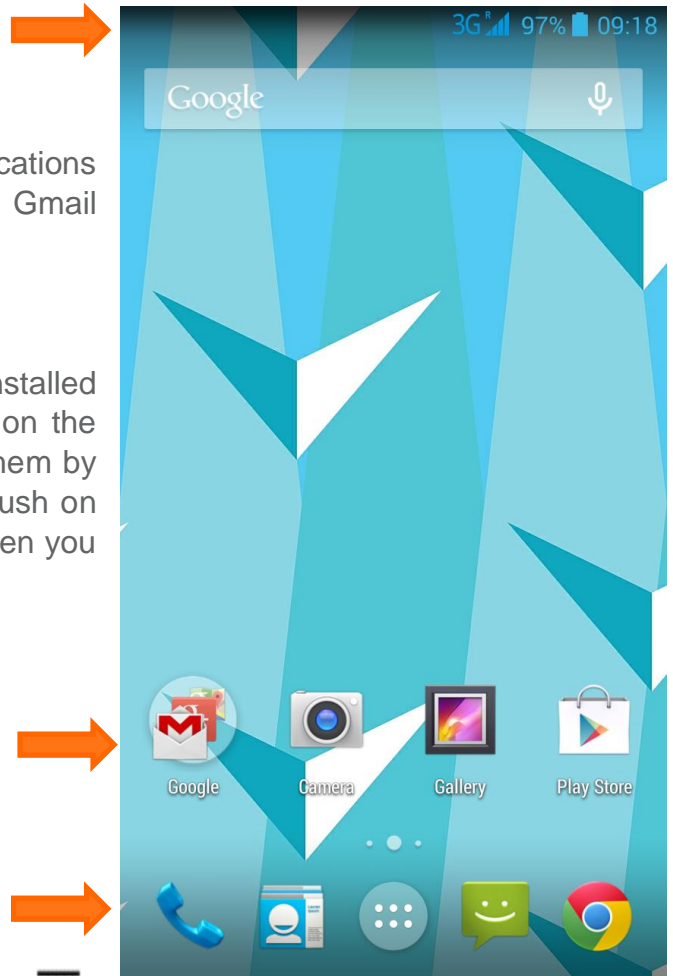 3G R 97% 09:18
Google
cations
Gmail
nstalled
on the
hem by
ush on
en you
Google Camera Gallery Play Store